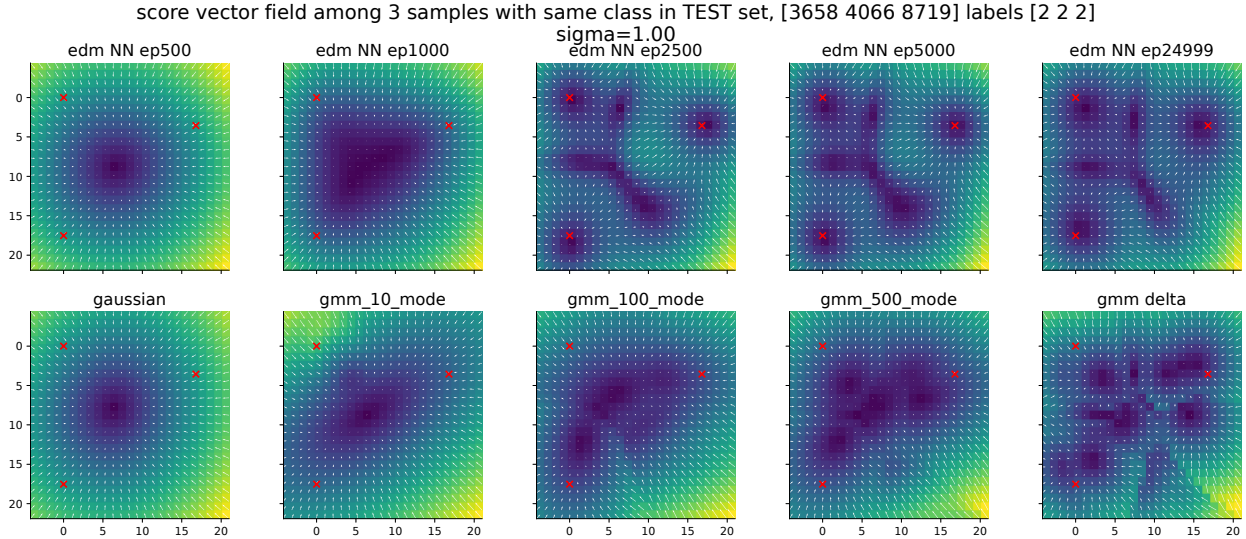 score vector field among 3 samples with same class in TEST set, [3658 4066 8719] labels [2 2 2]
sigma=1.00
edm NN ep500
edm NN ep1000
edm NN ep2500
edm NN ep5000
edm NN ep24999
0
5
10
15
20
gaussian
gmm_10_mode
gmm_100_mode
gmm_500_mode
gmm delta
0
5
10
15
20
0 5 10 15 20
0 5 10 15 20
0 5 10 15 20
0 5 10 15 20
0 5 10 15 20